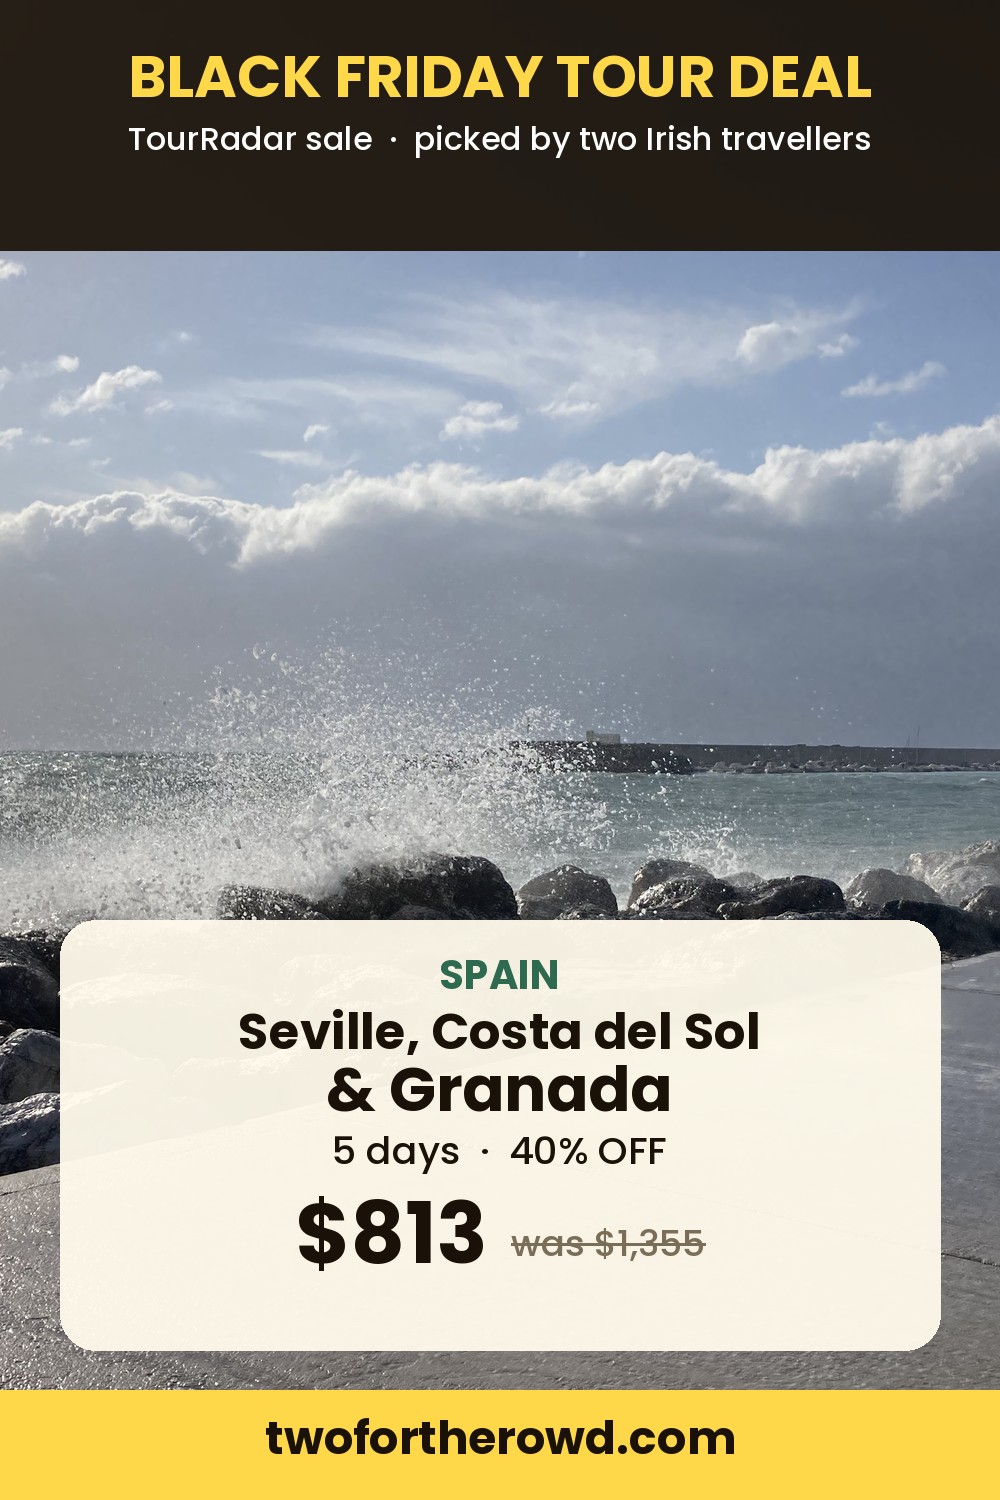 BLACK FRIDAY TOUR DEAL
TourRadar sale · picked by two Irish travellers
SPAIN
Seville, Costa del Sol
& Granada
5 days · 40% OFF
$813 was $1,355
twofortherowd.com